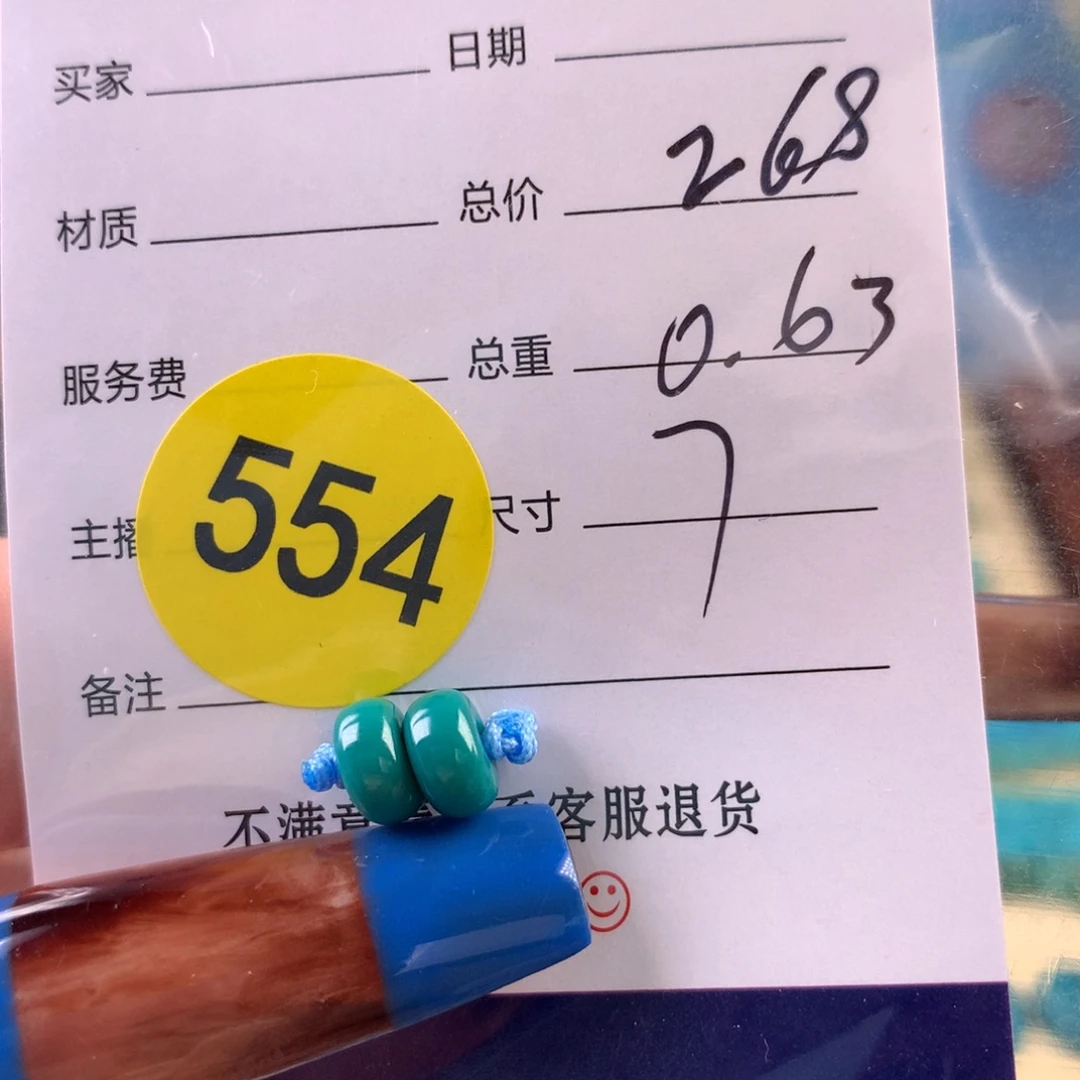 买家 日期
材质 总价 268
服务费 总重 0.63
主播 尺寸 7
554
备注
不满意 客服退货